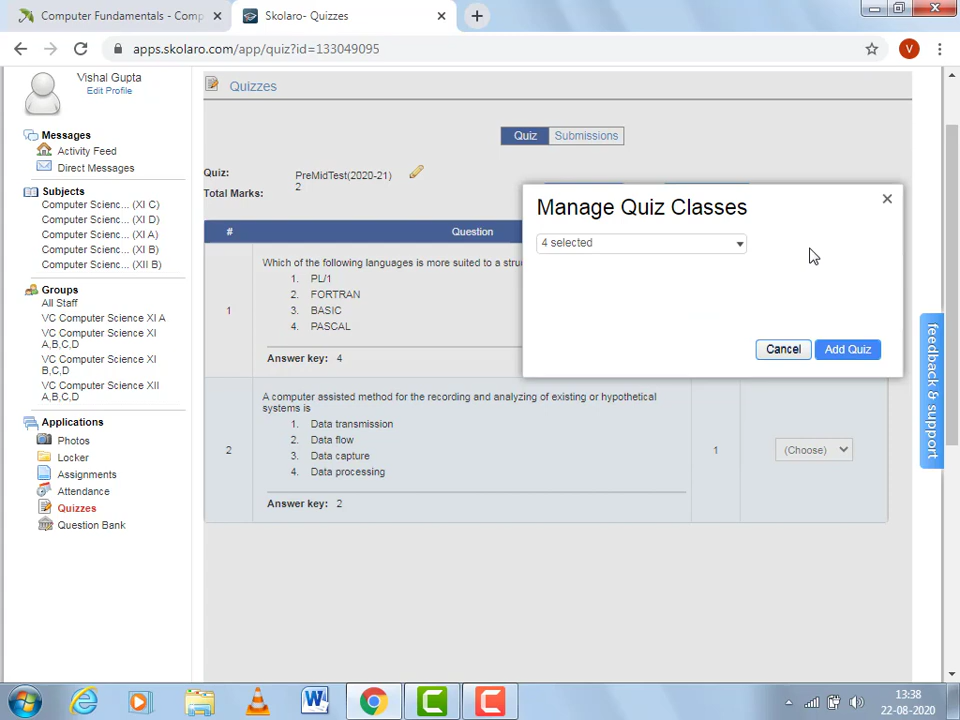 Computer Fundamentals - Comp
Skolaro- Quizzes
apps.skolaro.com/app/quiz?id=133049095
V
Vishal Gupta
Edit Profile
Messages
Activity Feed
Direct Messages
Subjects
Computer Scienc... (XI C)
Computer Scienc... (XI D)
Computer Scienc... (XI A)
Computer Scienc... (XI B)
Computer Scienc... (XII B)
Groups
All Staff
VC Computer Science XI A
VC Computer Science XI
A,B,C,D
VC Computer Science XI
B,C,D
VC Computer Science XII
A,B,C,D
Applications
Photos
Locker
Assignments
Attendance
Quizzes
Question Bank
Quizzes
Quiz Submissions
Quiz: PreMidTest(2020-21)
Total Marks: 2
# Question
1
Which of the following languages is more suited to a stru
1. PL/1
2. FORTRAN
3. BASIC
4. PASCAL
Answer key: 4
2
A computer assisted method for the recording and analyzing of existing or hypothetical
systems is
1. Data transmission
2. Data flow
3. Data capture
4. Data processing
Answer key: 2
1
(Choose)
Manage Quiz Classes
4 selected
Cancel Add Quiz
feedback & support
13:38
22-08-2020